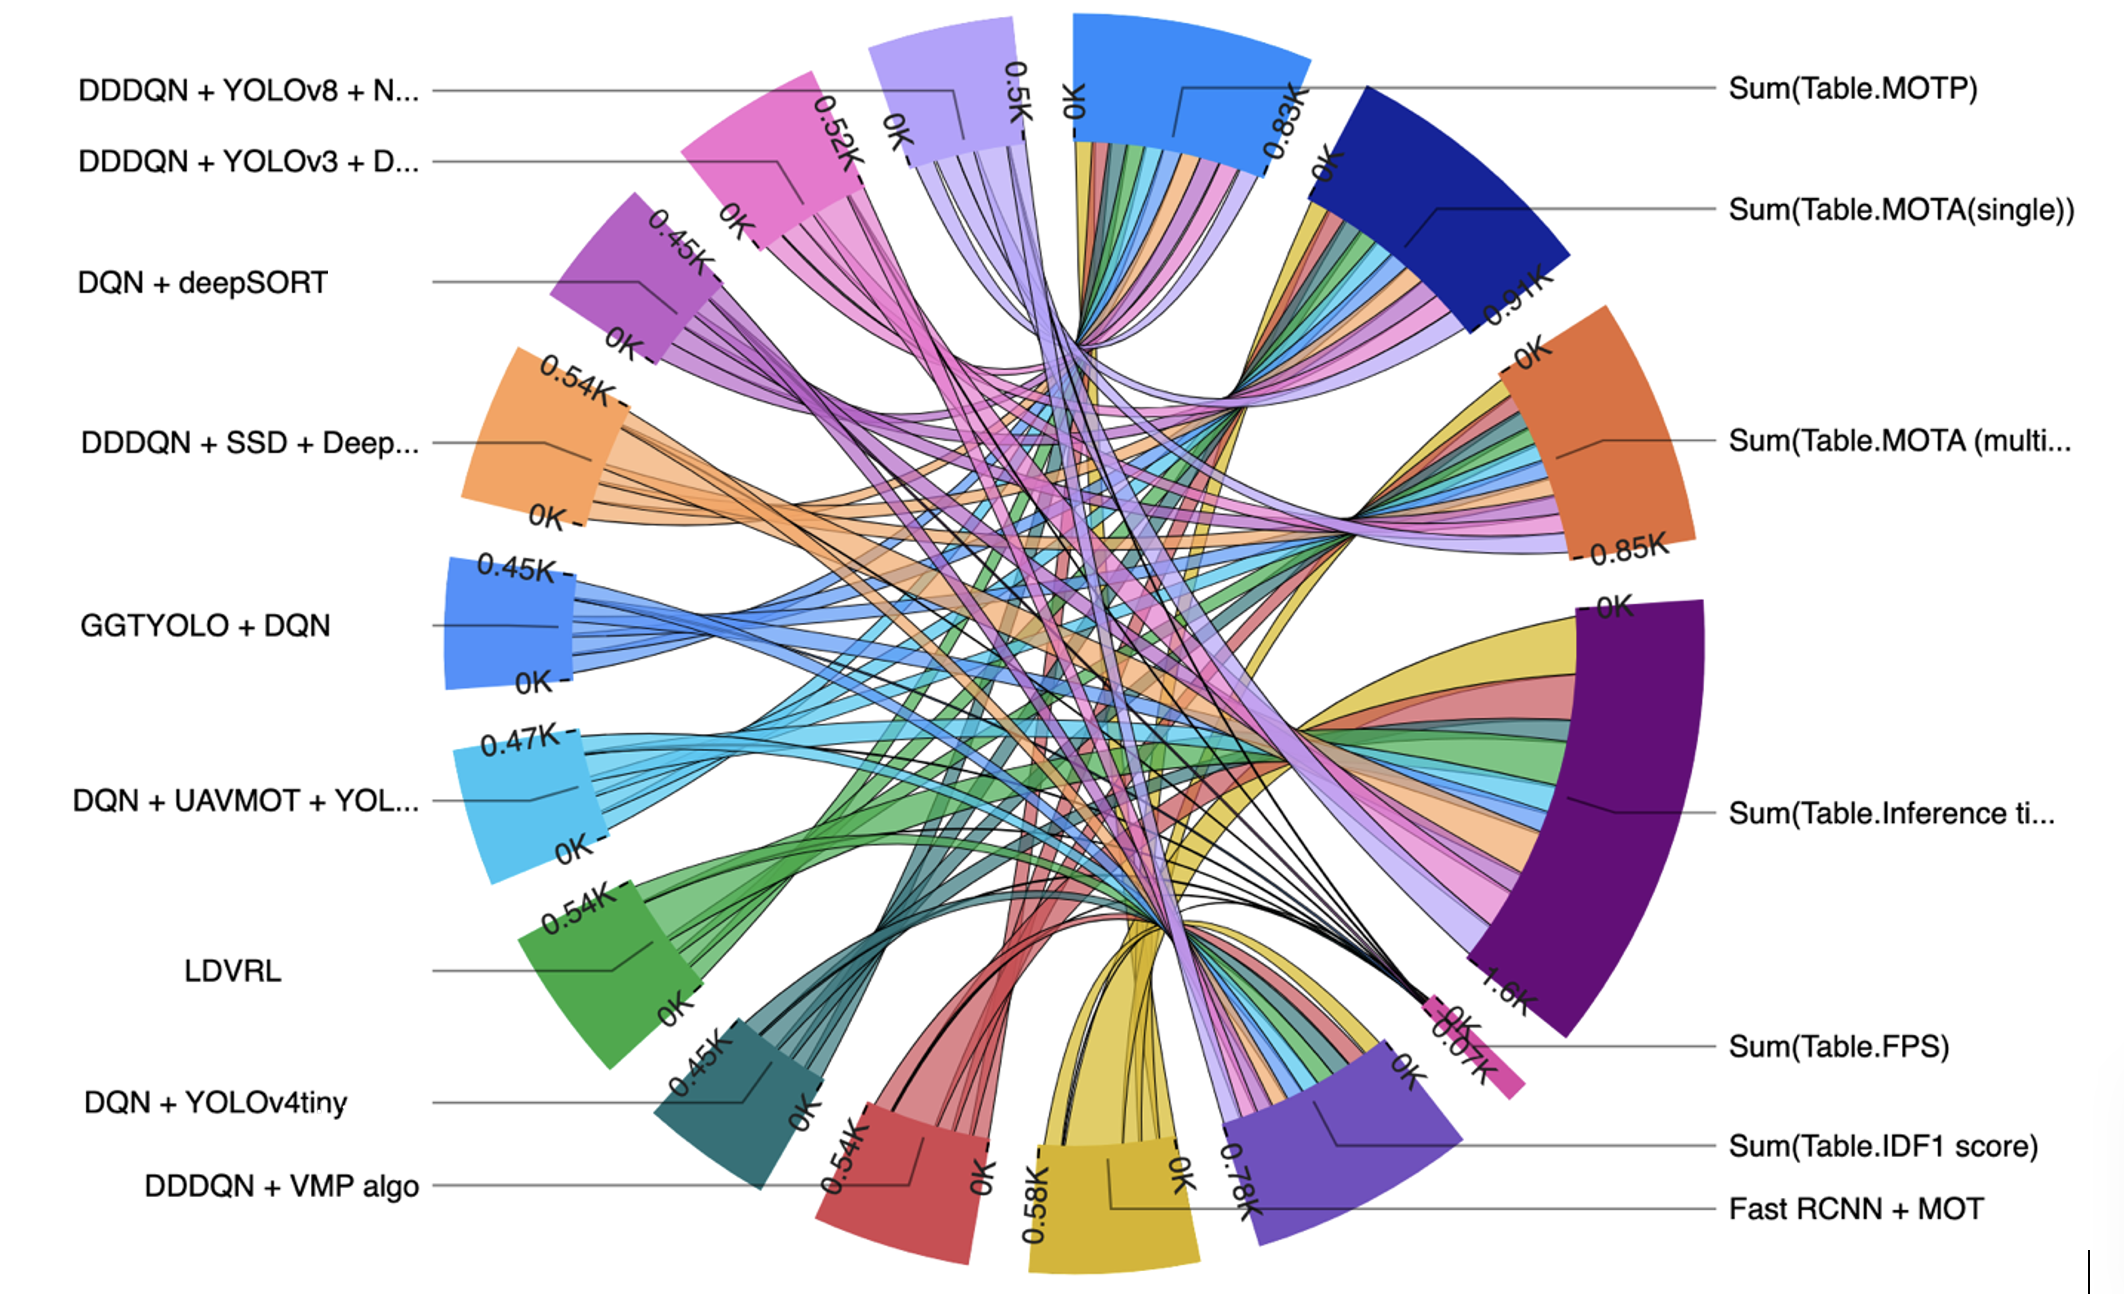 DDDQN + YOLOv8 + N...
DDDQN + YOLOv3 + D...
DQN + deepSORT
DDDQN + SSD + Deep...
GGTYOLO + DQN
DQN + UAVMOT + YOL...
LDVRL
DQN + YOLOv4tiny
DDDQN + VMP algo
Sum(Table.MOTP)
Sum(Table.MOTA(single))
Sum(Table.MOTA (multi...
Sum(Table.Inference ti...
Sum(Table.FPS)
Sum(Table.IDF1 score)
Fast RCNN + MOT
0K
0.83K
0K
0.91K
0K
0.85K
0K
1.6K
0K
0.07K
0K
0.78K
0K
0.58K
0K
0.54K
0K
0.45K
0K
0.54K
0K
0.47K
0K
0.45K
0K
0.54K
0K
0.45K
0K
0.52K
0K
0.5K